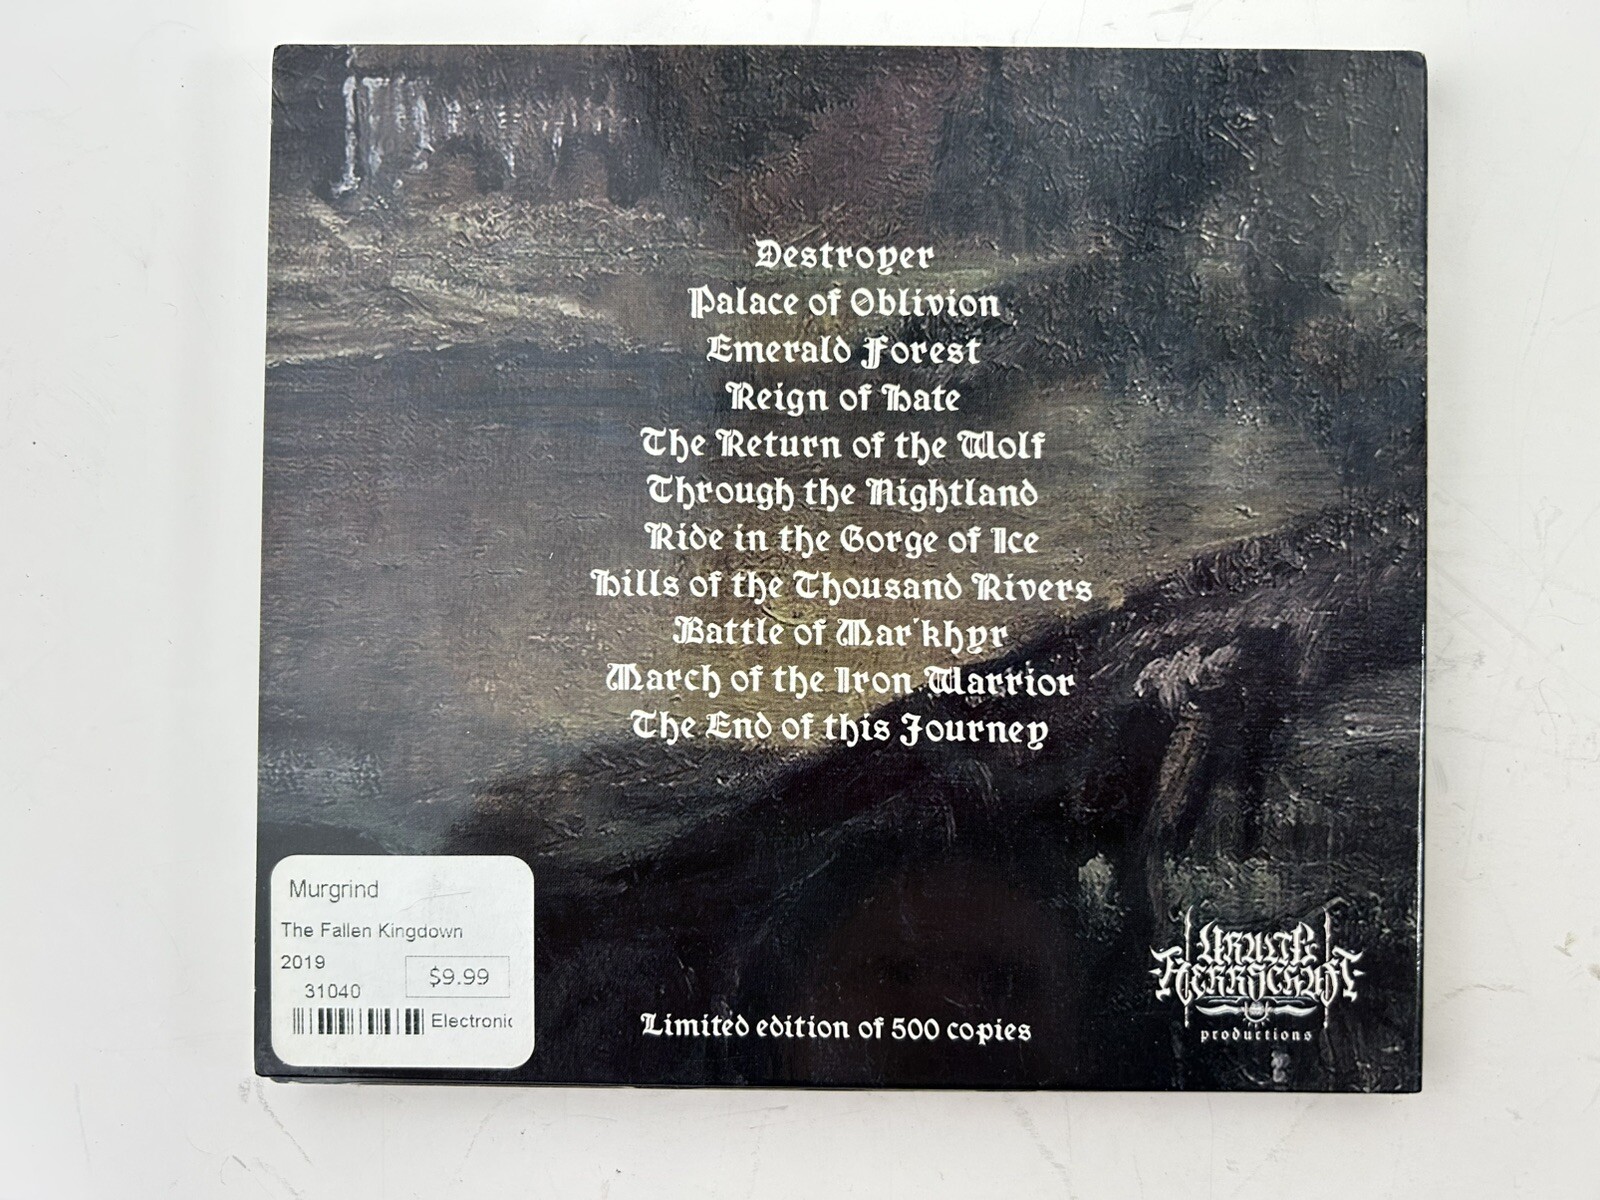 Destroyer
Palace of Oblivion
Emerald Forest
Reign of Hate
The Return of the Wolf
Through the Nightland
Ride in the Gorge of Ice
Hills of the Thousand Rivers
Battle of Mar'khyr
March of the Iron Warrior
The End of this Journey
Murgrind
The Fallen Kingdown
2019
$9.99
31040
Electronic
Limited edition of 500 copies
productions